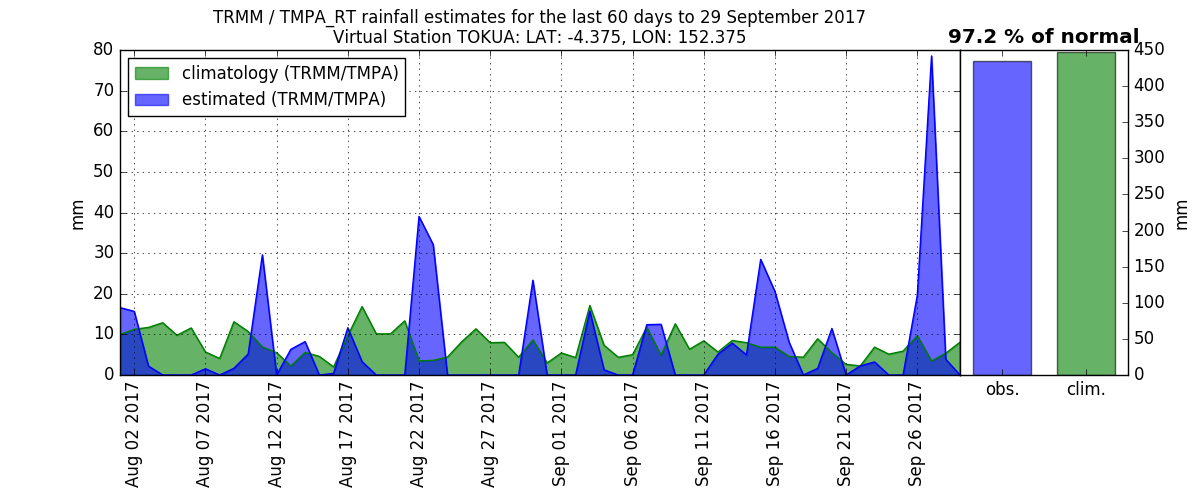 TRMM / TMPA_RT rainfall estimates for the last 60 days to 29 September 2017
Virtual Station TOKUA: LAT: -4.375, LON: 152.375
97.2 % of normal
climatology (TRMM/TMPA)
estimated (TRMM/TMPA)
mm
80
70
60
50
40
30
20
10
0
Aug 02 2017
Aug 07 2017
Aug 12 2017
Aug 17 2017
Aug 22 2017
Aug 27 2017
Sep 01 2017
Sep 06 2017
Sep 11 2017
Sep 16 2017
Sep 21 2017
Sep 26 2017
obs.
clim.
450
400
350
300
250
200
150
100
50
0
mm